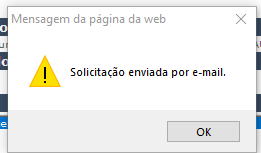 Mensagem da página da web
Solicitação enviada por e-mail.
OK